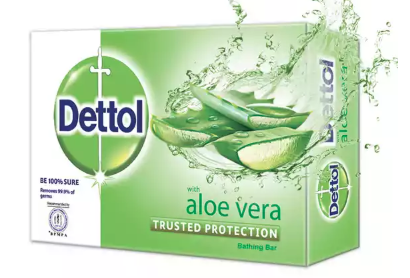 Dettol
BE 100% SURE
Removes 99.9% of
germs
with
aloe vera
TRUSTED PROTECTION
Bathing Bar
Dettol
aloe vera